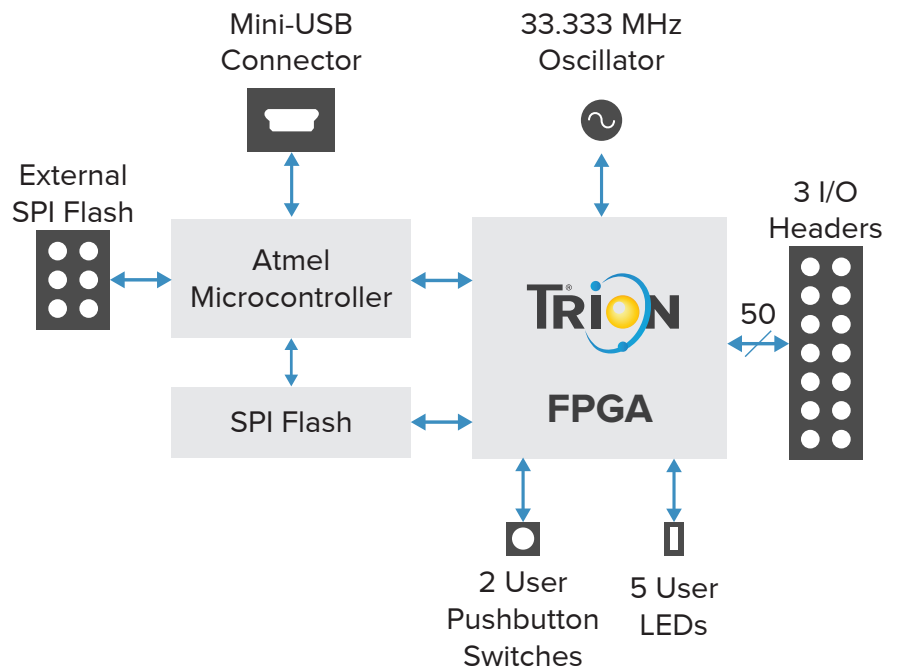 Mini-USB
Connector
33.333 MHz
Oscillator
External
SPI Flash
3 I/O
Headers
Atmel
Microcontroller
TRION®
50
FPGA
SPI Flash
2 User
Pushbutton
Switches
5 User
LEDs